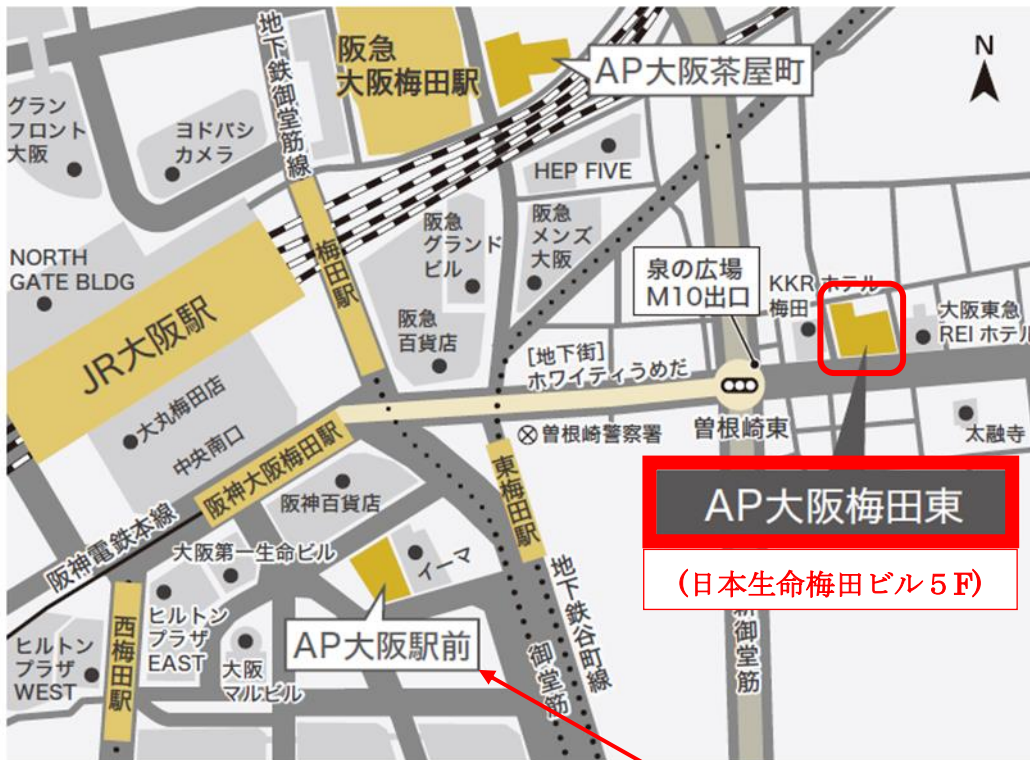 地下鉄御堂筋線
阪急
大阪梅田駅
AP大阪茶屋町
N
グラン
フロント
大阪
ヨドバシ
カメラ
HEP FIVE
NORTH
GATE BLDG
梅田駅
阪急
グランド
ビル
阪急
メンズ
大阪
泉の広場
M10出口
KKR ホテル
梅田
大阪東急
REI ホテル
JR大阪駅
阪急
百貨店
[地下街]
ホワイティうめだ
大丸梅田店
中央南口
阪神大阪梅田駅
曽根崎警察署
曽根崎東
太融寺
東梅田駅
AP大阪梅田東
(日本生命梅田ビル5F)
阪神百貨店
阪神電鉄本線
大阪第一生命ビル
イーマ
地下鉄谷町線
西梅田駅
ヒルトン
プラザ
EAST
ヒルトン
プラザ
WEST
大阪
マルビル
AP大阪駅前
御堂筋
新御堂筋